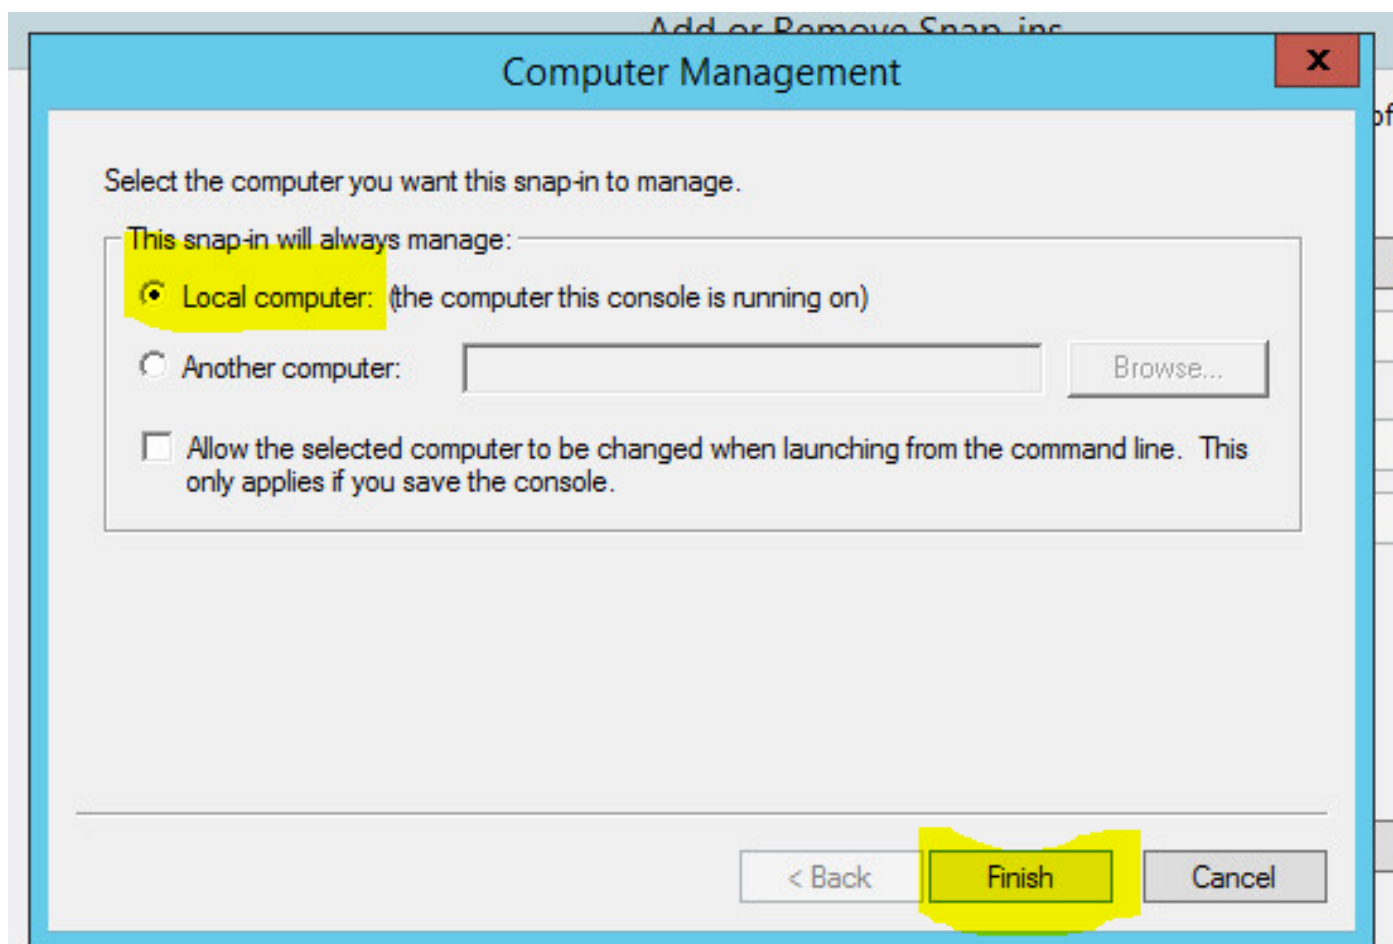 Add or Remove Snap-ins
Computer Management
x
of
Select the computer you want this snap-in to manage.
This snap-in will always manage:
Local computer: (the computer this console is running on)
Another computer:
Browse...
Allow the selected computer to be changed when launching from the command line. This
only applies if you save the console.
< Back
Finish
Cancel